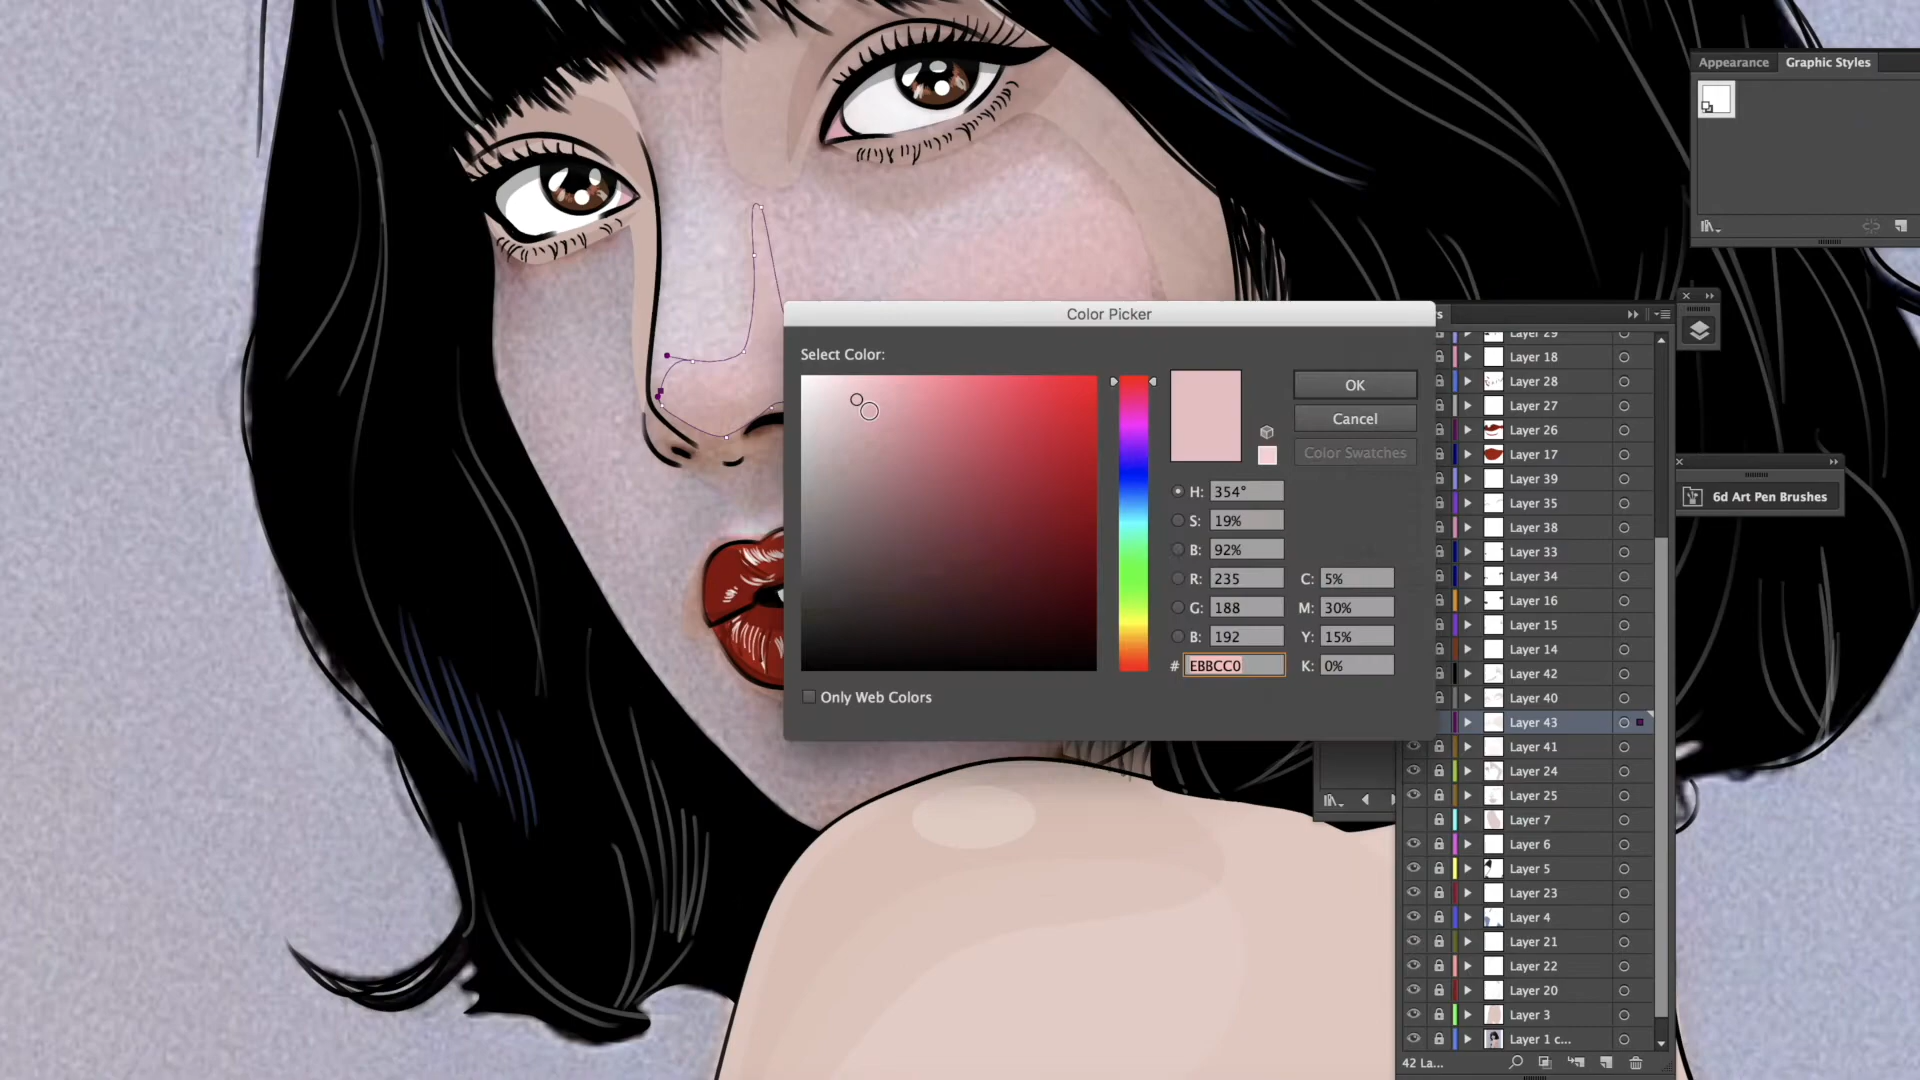 Appearance
Graphic Styles
Color Picker
Select Color:
OK
Cancel
Color Swatches
H: 354°
S: 19%
B: 92%
R: 235
G: 188
B: 192
# EBBCC0
C: 5%
M: 30%
Y: 15%
K: 0%
Only Web Colors
rs
Layer 29
Layer 18
Layer 28
Layer 27
Layer 26
Layer 17
Layer 39
Layer 35
Layer 38
Layer 33
Layer 34
Layer 16
Layer 15
Layer 14
Layer 42
Layer 40
Layer 43
Layer 41
Layer 24
Layer 25
Layer 7
Layer 6
Layer 5
Layer 23
Layer 4
Layer 21
Layer 22
Layer 20
Layer 3
Layer 1 c...
42 La...
6d Art Pen Brushes